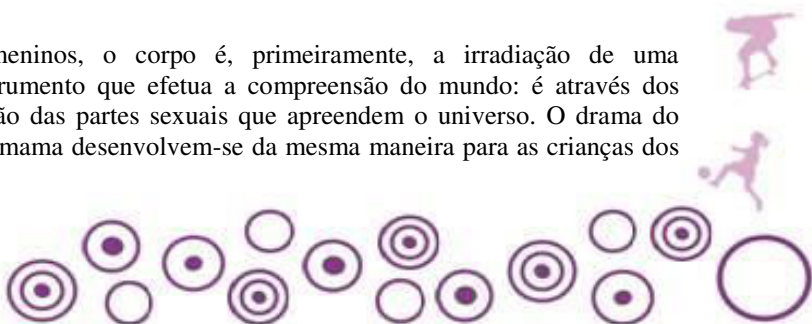 meninos, o corpo é, primeiramente, a irradiação de uma
rumento que efetua a compreensão do mundo: é através dos
ão das partes sexuais que apreendem o universo. O drama do
mama desenvolvem-se da mesma maneira para as crianças dos